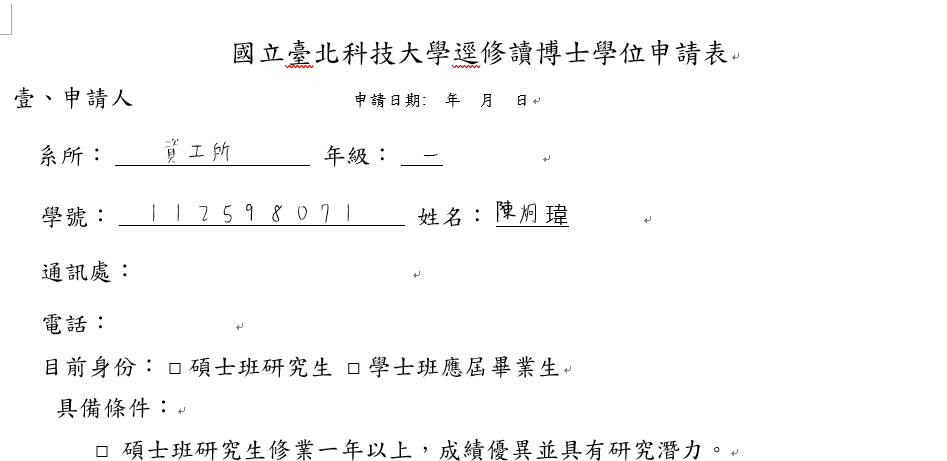 國立臺北科技大學逕修讀博士學位申請表
壹、申請人 申請日期: 年 月 日
系所： 資工所 年級： 一
學號： 112598071 姓名： 陳炯瑋
通訊處：
電話：
目前身份： □ 碩士班研究生 □ 學士班應屆畢業生
具備條件：
□ 碩士班研究生修業一年以上，成績優異並具有研究潛力。